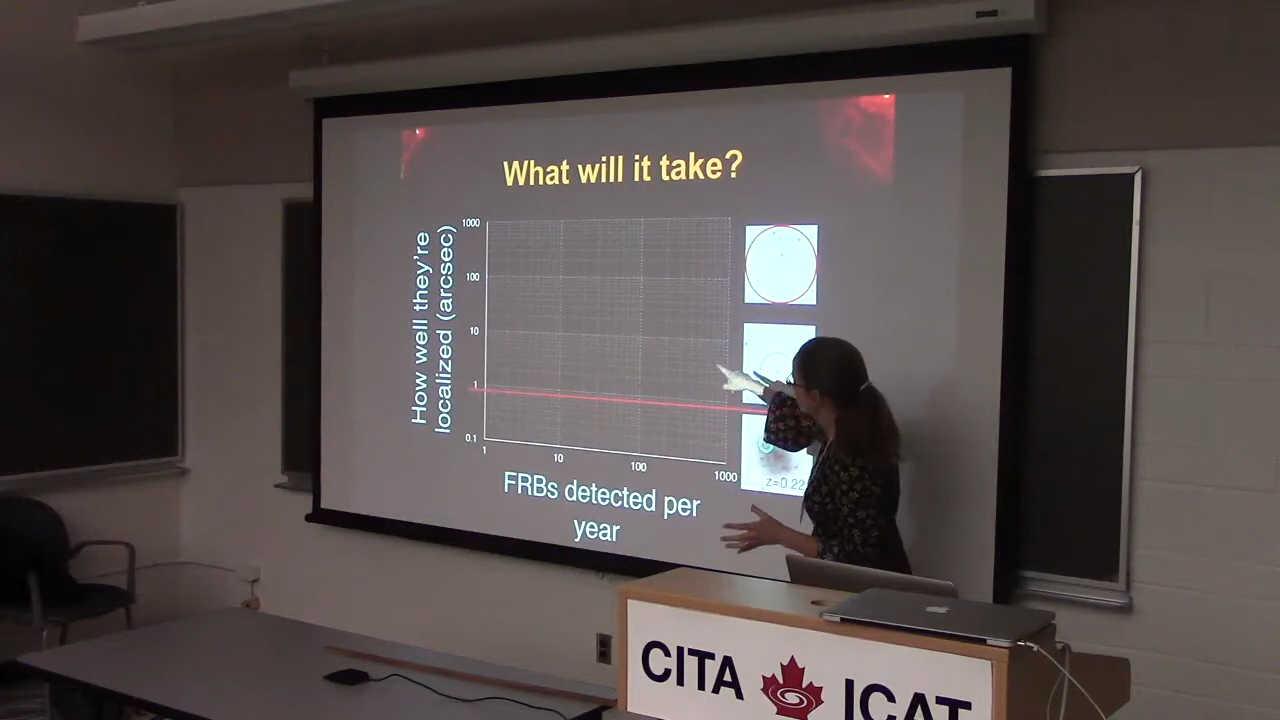 What will it take?
How well they're
localized (arcsec)
1000
100
10
1
0.1
1
10
100
1000
FRBs detected per
year
z=0.22
CITA ICAT